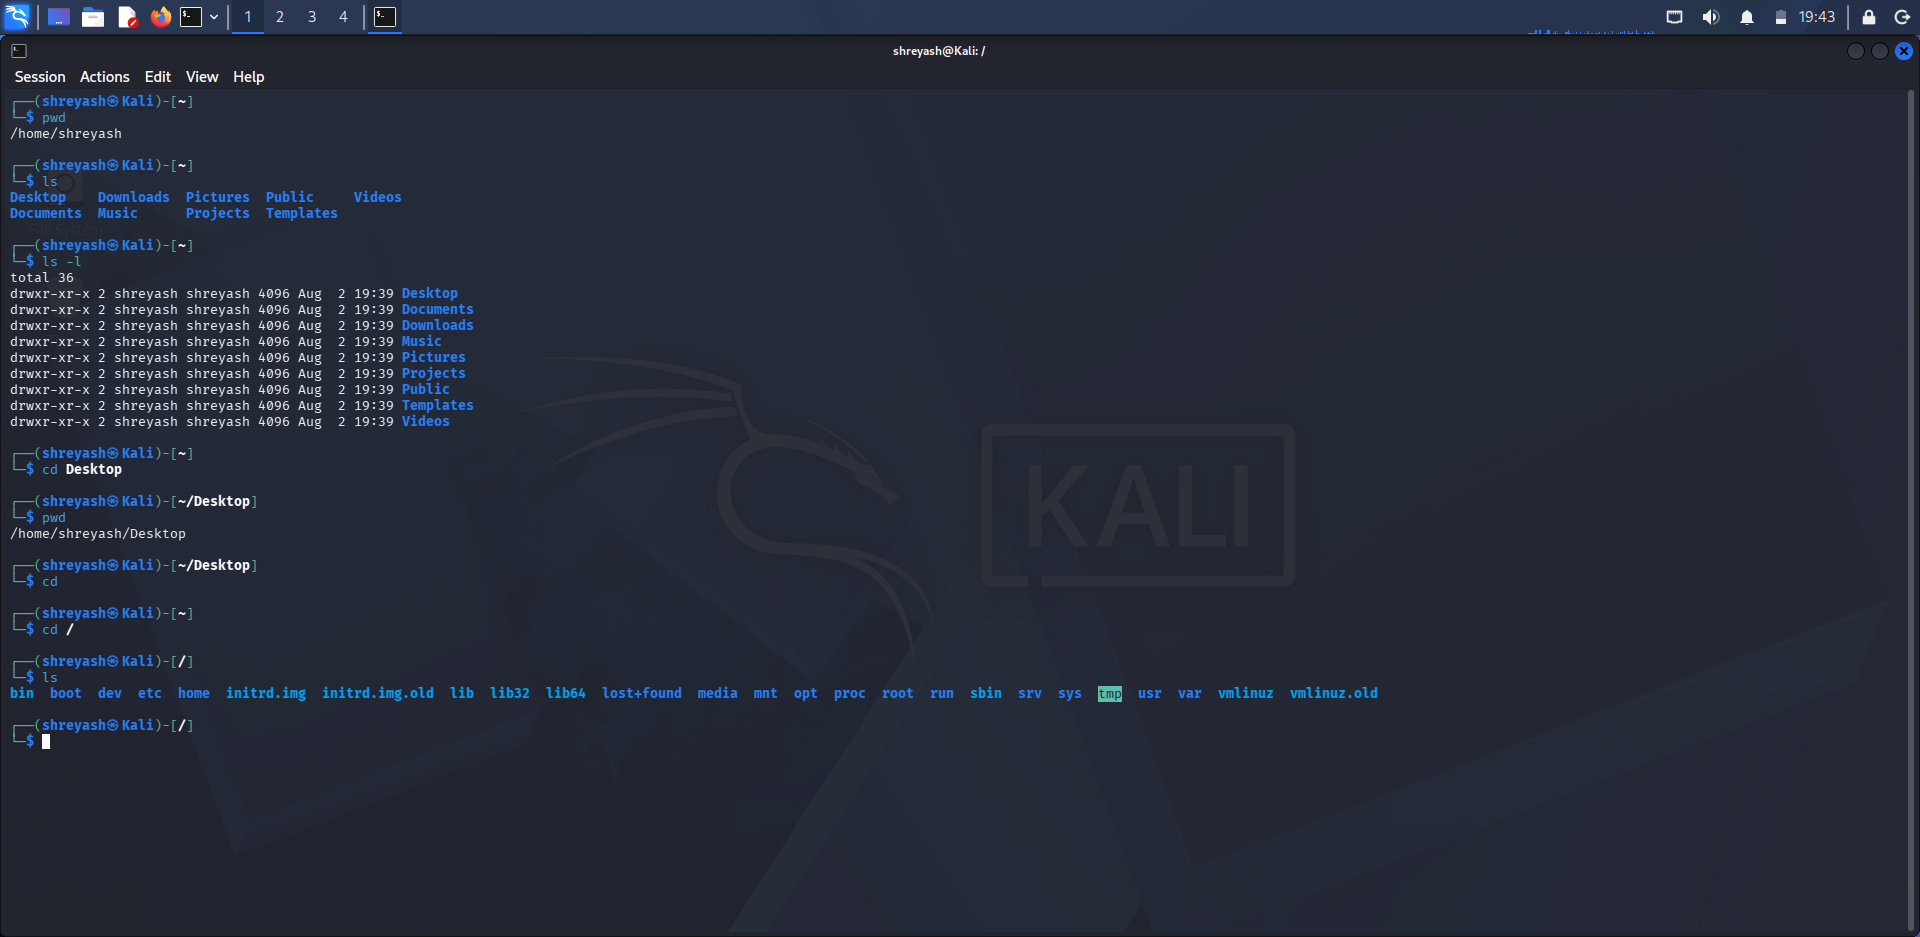 1 2 3 4 19:43
shreyash@Kali: /
Session Actions Edit View Help
┌──(shreyash㉿Kali)-[~]
└─$ pwd
/home/shreyash
┌──(shreyash㉿Kali)-[~]
└─$ ls
Desktop Downloads Pictures Public Videos
Documents Music Projects Templates
File System
┌──(shreyash㉿Kali)-[~]
└─$ ls -l
total 36
drwxr-xr-x 2 shreyash shreyash 4096 Aug  2 19:39 Desktop
drwxr-xr-x 2 shreyash shreyash 4096 Aug  2 19:39 Documents
drwxr-xr-x 2 shreyash shreyash 4096 Aug  2 19:39 Downloads
drwxr-xr-x 2 shreyash shreyash 4096 Aug  2 19:39 Music
drwxr-xr-x 2 shreyash shreyash 4096 Aug  2 19:39 Pictures
drwxr-xr-x 2 shreyash shreyash 4096 Aug  2 19:39 Projects
drwxr-xr-x 2 shreyash shreyash 4096 Aug  2 19:39 Public
drwxr-xr-x 2 shreyash shreyash 4096 Aug  2 19:39 Templates
drwxr-xr-x 2 shreyash shreyash 4096 Aug  2 19:39 Videos
┌──(shreyash㉿Kali)-[~]
└─$ cd Desktop
┌──(shreyash㉿Kali)-[~/Desktop]
└─$ pwd
/home/shreyash/Desktop
┌──(shreyash㉿Kali)-[~/Desktop]
└─$ cd
┌──(shreyash㉿Kali)-[~]
└─$ cd /
┌──(shreyash㉿Kali)-[/]
└─$ ls
bin boot dev etc home initrd.img initrd.img.old lib lib32 lib64 lost+found media mnt opt proc root run sbin srv sys tmp usr var vmlinuz vmlinuz.old
┌──(shreyash㉿Kali)-[/]
└─$
KALI